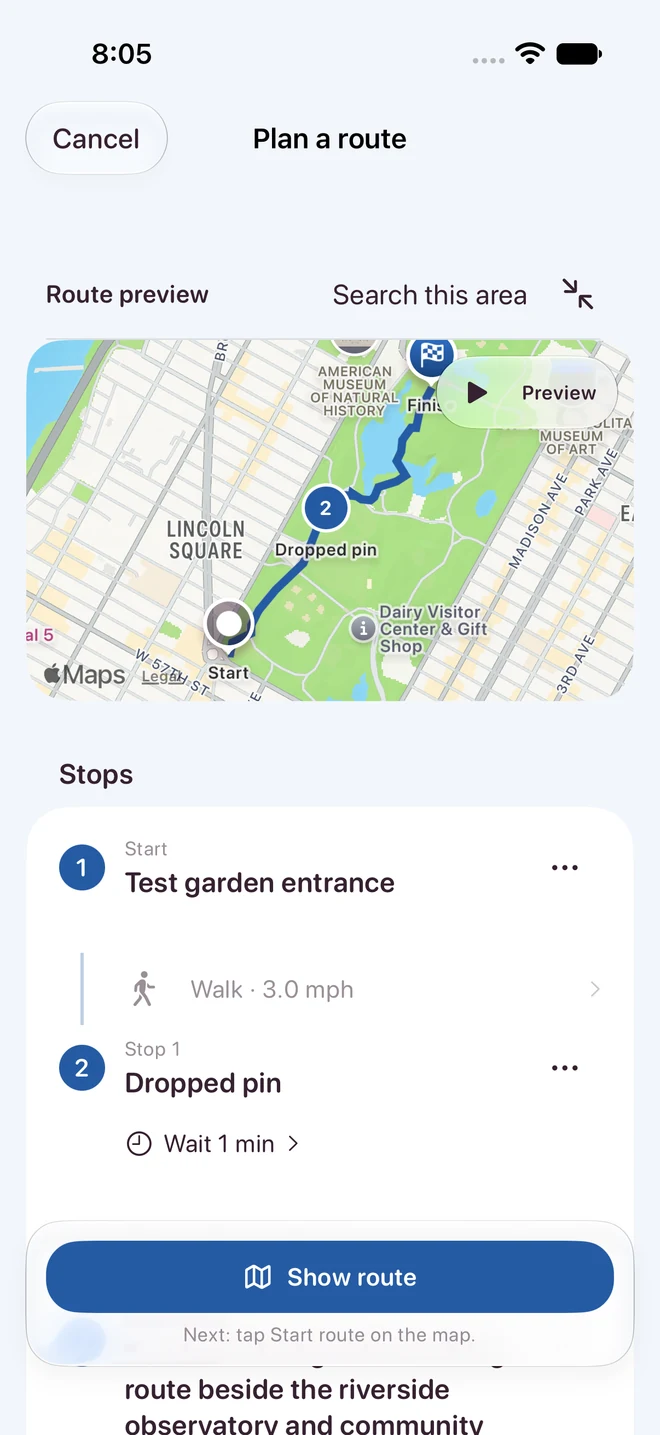 8:05
Cancel
Plan a route
Route preview
Search this area
BR
AMERICAN
MUSEUM
OF NATURAL
HISTORY
Preview
MUSEUM
OF ART
PARK AVE
MADISON AVE
2
LINCOLN
SQUARE
Dropped pin
Dairy Visitor
Center & Gift
Shop
al 5
3RD AVE
Maps
Legal
W 57TH ST
Start
Stops
1
Start
Test garden entrance
Walk · 3.0 mph
2
Stop 1
Dropped pin
Wait 1 min
Show route
Next: tap Start route on the map.
route beside the riverside
observatory and community